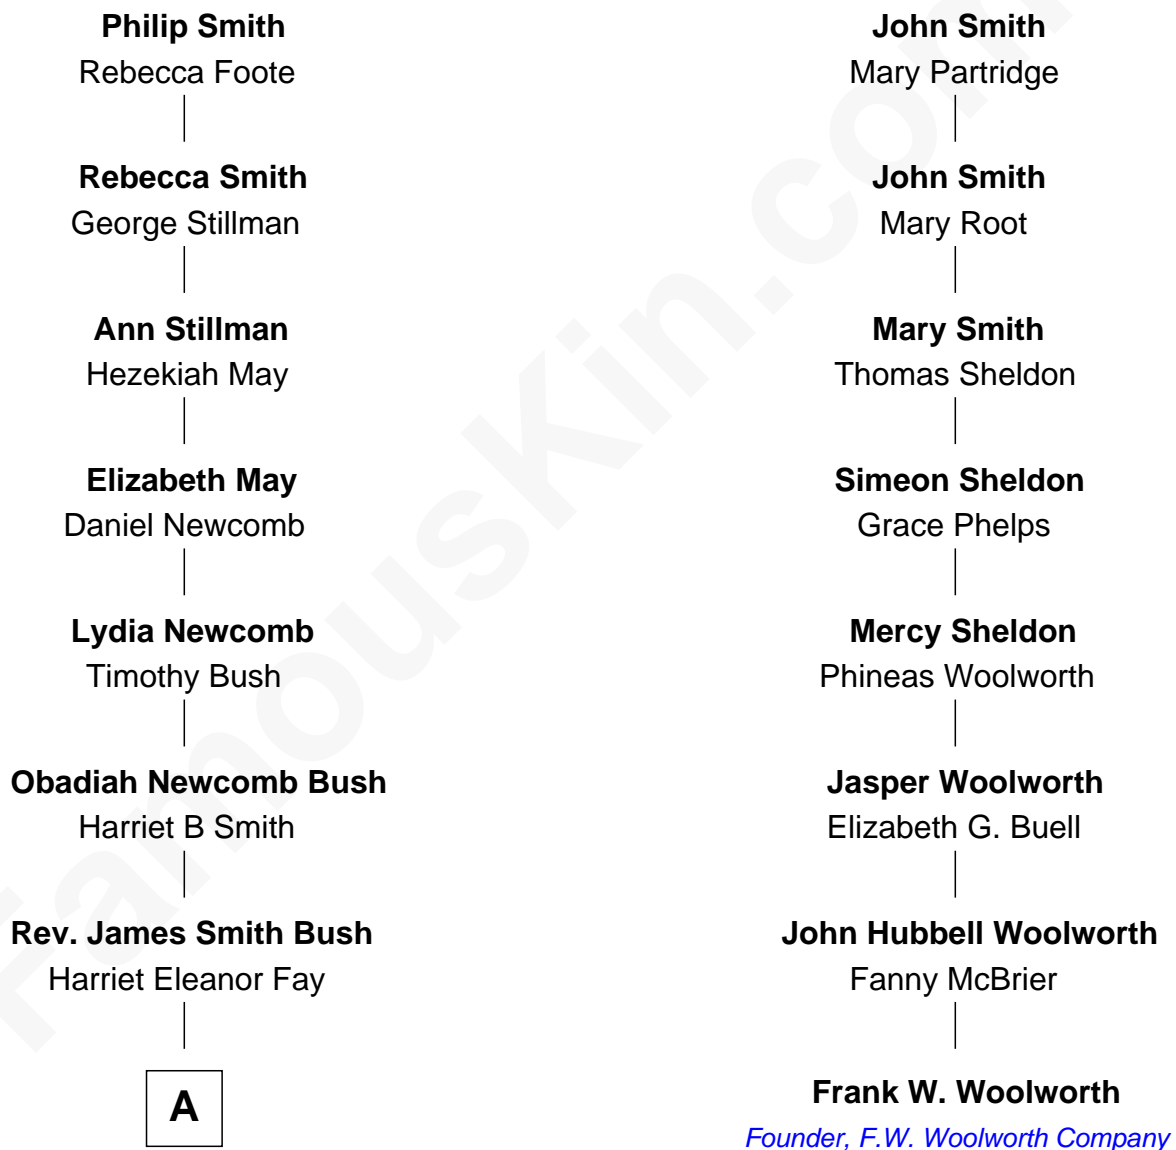 Philip Smith
Rebecca Foote
Rebecca Smith
George Stillman
Ann Stillman
Hezekiah May
Elizabeth May
Daniel Newcomb
Lydia Newcomb
Timothy Bush
Obadiah Newcomb Bush
Harriet B Smith
Rev. James Smith Bush
Harriet Eleanor Fay
A
John Smith
Mary Partridge
John Smith
Mary Root
Mary Smith
Thomas Sheldon
Simeon Sheldon
Grace Phelps
Mercy Sheldon
Phineas Woolworth
Jasper Woolworth
Elizabeth G. Buell
John Hubbell Woolworth
Fanny McBrier
Frank W. Woolworth
Founder, F.W. Woolworth Company
FamousKin.com